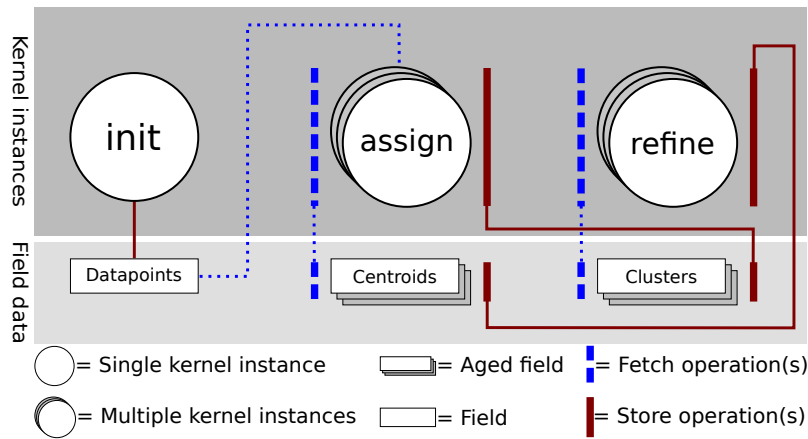 Kernel instances
init
assign
refine
Field data
Datapoints
Centroids
Clusters
= Single kernel instance
= Aged field
= Fetch operation(s)
= Multiple kernel instances
= Field
= Store operation(s)